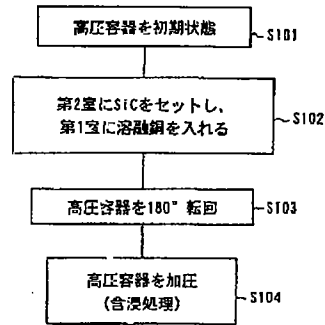 高圧容器を初期状態
S101
第2室にSiCをセットし、
第1室に溶融銅を入れる
S102
高圧容器を180°転回
S103
高圧容器を加圧
(含浸処理)
S104